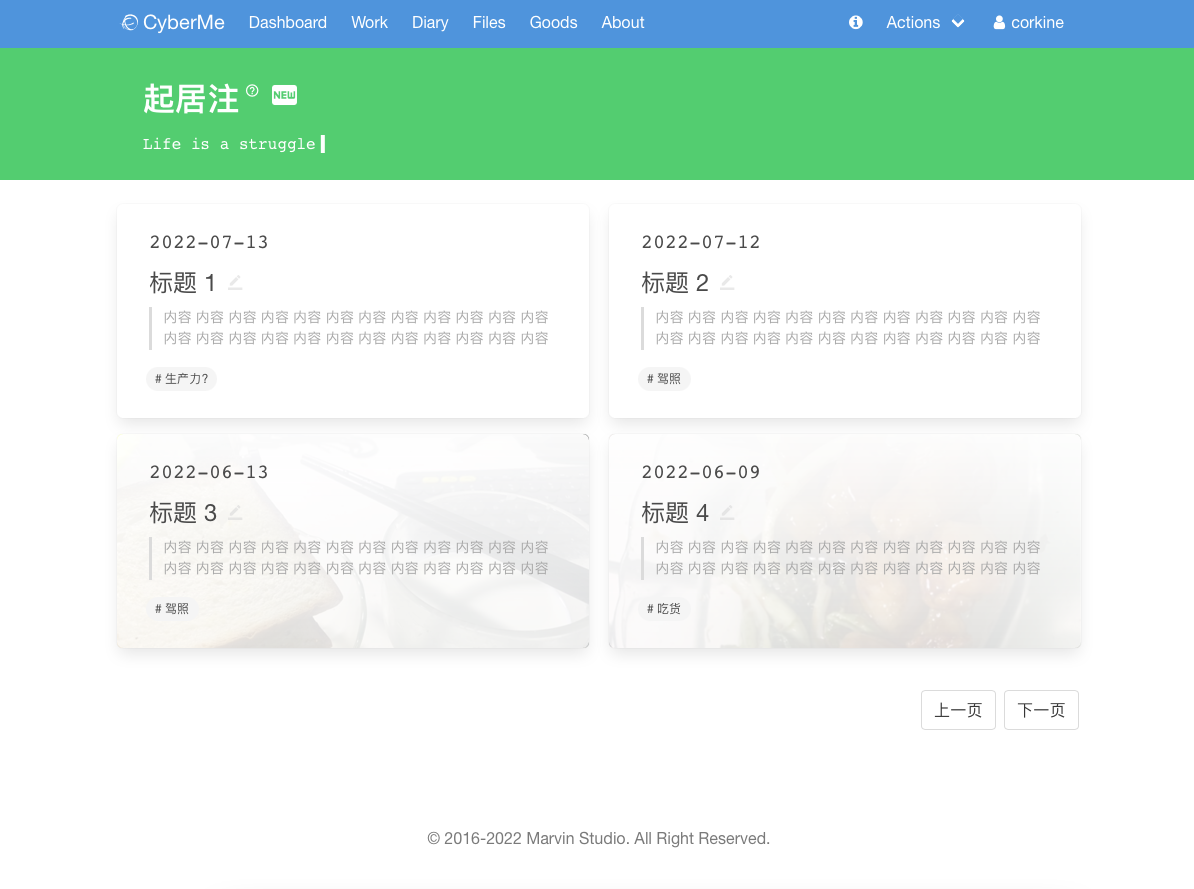 CyberMe Dashboard Work Diary Files Goods About Actions corkine
起居注 NEW
Life is a struggle
2022-07-13
标题 1
内容 内容 内容 内容 内容 内容 内容 内容 内容 内容 内容 内容
内容 内容 内容 内容 内容 内容 内容 内容 内容 内容 内容 内容
# 生产力?
2022-07-12
标题 2
内容 内容 内容 内容 内容 内容 内容 内容 内容 内容 内容 内容
内容 内容 内容 内容 内容 内容 内容 内容 内容 内容 内容 内容
# 驾照
2022-06-13
标题 3
内容 内容 内容 内容 内容 内容 内容 内容 内容 内容 内容 内容
内容 内容 内容 内容 内容 内容 内容 内容 内容 内容 内容 内容
# 驾照
2022-06-09
标题 4
内容 内容 内容 内容 内容 内容 内容 内容 内容 内容 内容 内容
内容 内容 内容 内容 内容 内容 内容 内容 内容 内容 内容 内容
# 吃货
上一页 下一页
© 2016-2022 Marvin Studio. All Right Reserved.